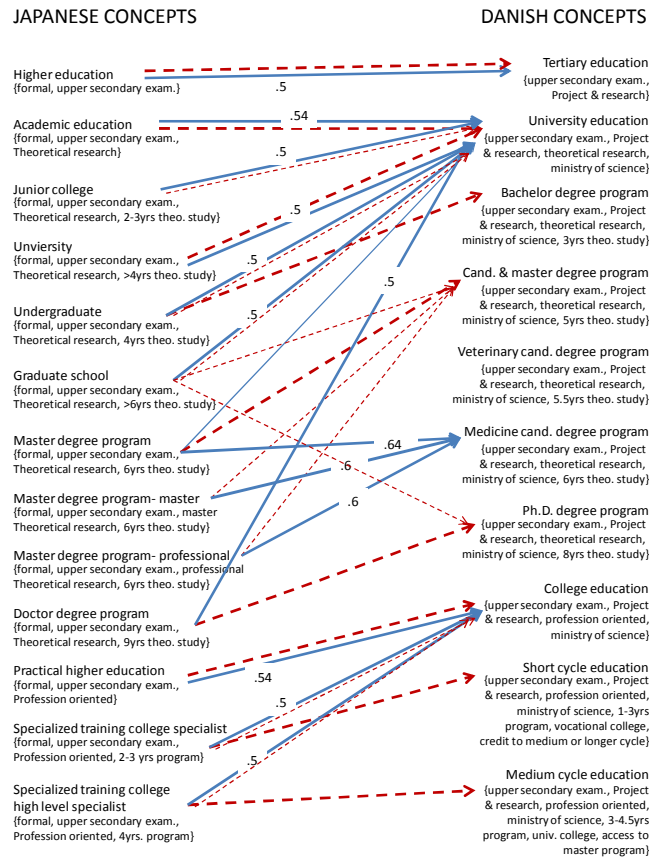 JAPANESE CONCEPTS
DANISH CONCEPTS
Higher education
{formal, upper secondary exam.}
Academic education
{formal, upper secondary exam.,
Theoretical research}
Junior college
{formal, upper secondary exam.,
Theoretical research, 2-3yrs theo. study}
Unviersity
{formal, upper secondary exam.,
Theoretical research, >4yrs theo. study}
Undergraduate
{formal, upper secondary exam.,
Theoretical research, 4yrs theo. study}
Graduate school
{formal, upper secondary exam.,
Theoretical research, >6yrs theo. study}
Master degree program
{formal, upper secondary exam.,
Theoretical research, 6yrs theo. study}
Master degree program- master
{formal, upper secondary exam., master
Theoretical research, 6yrs theo. study}
Master degree program- professional
{formal, upper secondary exam., professional
Theoretical research, 6yrs theo. study}
Doctor degree program
{formal, upper secondary exam.,
Theoretical research, 9yrs theo. study}
Practical higher education
{formal, upper secondary exam.,
Profession oriented}
Specialized training college specialist
{formal, upper secondary exam.,
Profession oriented, 2-3 yrs program}
Specialized training college
high level specialist
{formal, upper secondary exam.,
Profession oriented, 4yrs. program}
.5
.54
.5
.5
.5
.5
.5
.64
.6
.6
.54
.5
.5
Tertiary education
{upper secondary exam.,
Project & research}
University education
{upper secondary exam., Project
& research, theoretical research,
ministry of science}
Bachelor degree program
{upper secondary exam., Project
& research, theoretical research,
ministry of science, 3yrs theo. study}
Cand. & master degree program
{upper secondary exam., Project
& research, theoretical research,
ministry of science, 5yrs theo. study}
Veterinary cand. degree program
{upper secondary exam., Project
& research, theoretical research,
ministry of science, 5.5yrs theo. study}
Medicine cand. degree program
{upper secondary exam., Project
& research, theoretical research,
ministry of science, 6yrs theo. study}
Ph.D. degree program
{upper secondary exam., Project
& research, theoretical research,
ministry of science, 8yrs theo. study}
College education
{upper secondary exam., Project
& research, profession oriented,
ministry of science}
Short cycle education
{upper secondary exam., Project
& research, profession oriented,
ministry of science, 1-3yrs
program, vocational college,
credit to medium or longer cycle}
Medium cycle education
{upper secondary exam., Project
& research, profession oriented,
ministry of science, 3-4.5yrs
program, univ. college, access to
master program}